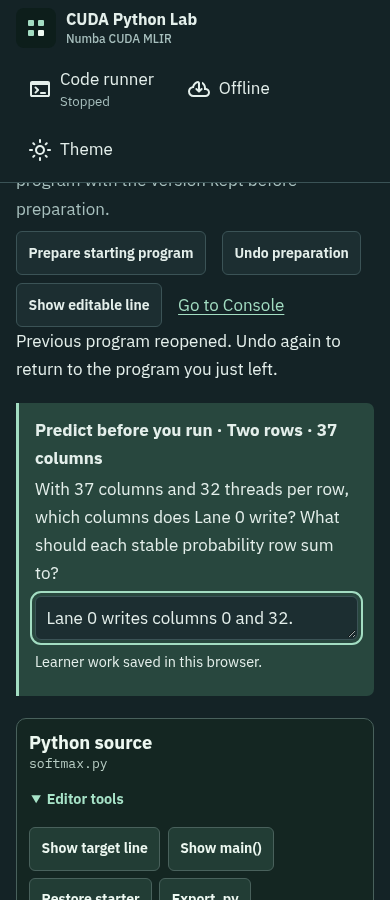 CUDA Python Lab
Numba CUDA MLIR
Code runner
Stopped
Offline
Theme
program with the version kept before
preparation.
Prepare starting program
Undo preparation
Show editable line
Go to Console
Previous program reopened. Undo again to
return to the program you just left.
Predict before you run · Two rows · 37
columns
With 37 columns and 32 threads per row,
which columns does Lane 0 write? What
should each stable probability row sum
to?
Lane 0 writes columns 0 and 32.
Learner work saved in this browser.
Python source
softmax.py
▼ Editor tools
Show target line
Show main()
Restore starter
Export .py